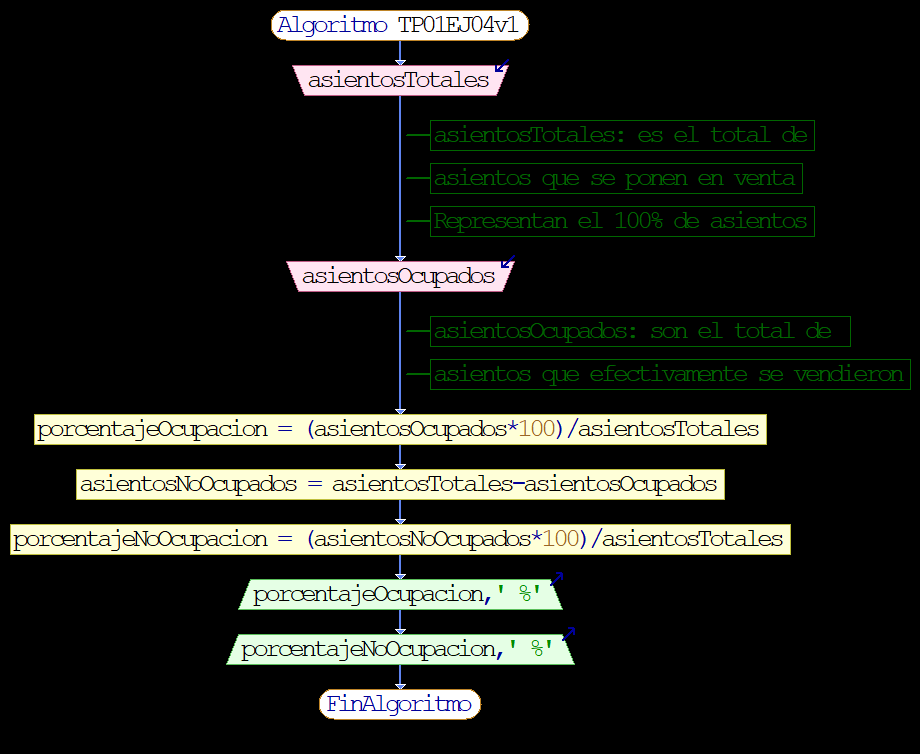 Algoritmo TP01EJ04v1
asientosTotales
asientosTotales: es el total de
asientos que se ponen en venta
Representan el 100% de asientos
asientosOcupados
asientosOcupados: son el total de
asientos que efectivamente se vendieron
porcentajeOcupacion = (asientosOcupados*100)/asientosTotales
asientosNoOcupados = asientosTotales-asientosOcupados
porcentajeNoOcupacion = (asientosNoOcupados*100)/asientosTotales
porcentajeOcupacion,' %'
porcentajeNoOcupacion,' %'
FinAlgoritmo